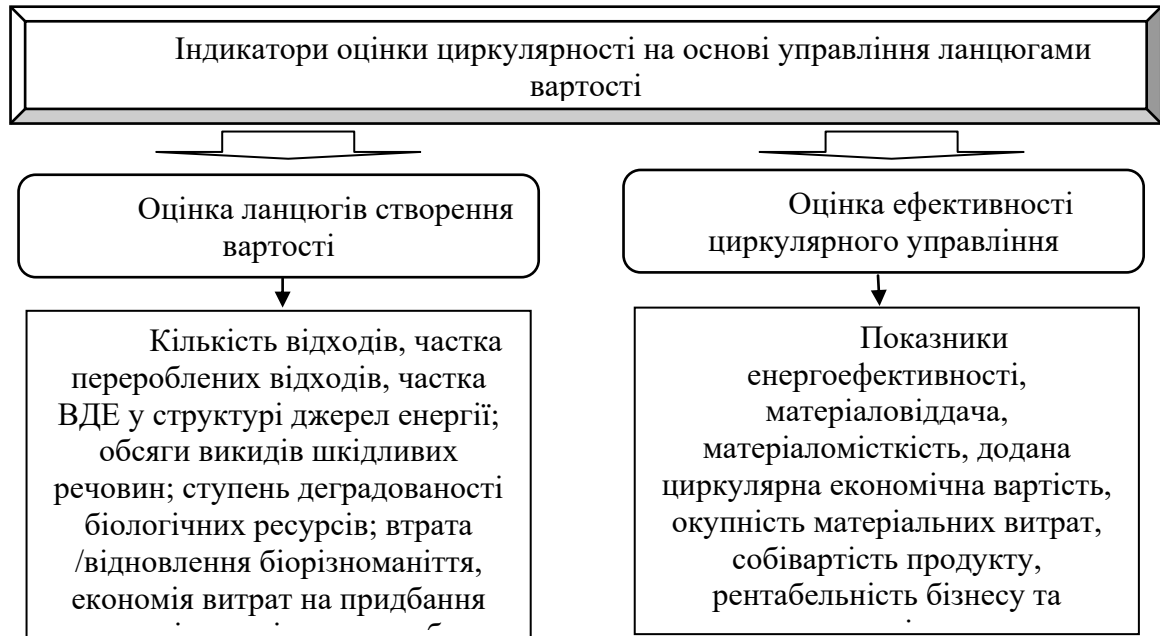 Індикатори оцінки циркулярності на основі управління ланцюгами
вартості
Оцінка ланцюгів створення
вартості
Оцінка ефективності
циркулярного управління
Кількість відходів, частка
перероблених відходів, частка
ВДЕ у структурі джерел енергії;
обсяги викидів шкідливих
речовин; ступень деградованості
біологічних ресурсів; втрата
/відновлення біорізноманіття,
економія витрат на придбання
Показники
енергоефективності,
матеріаловіддача,
матеріаломісткість, додана
циркулярна економічна вартість,
окупність матеріальних витрат,
собівартість продукту,
рентабельність бізнесу та